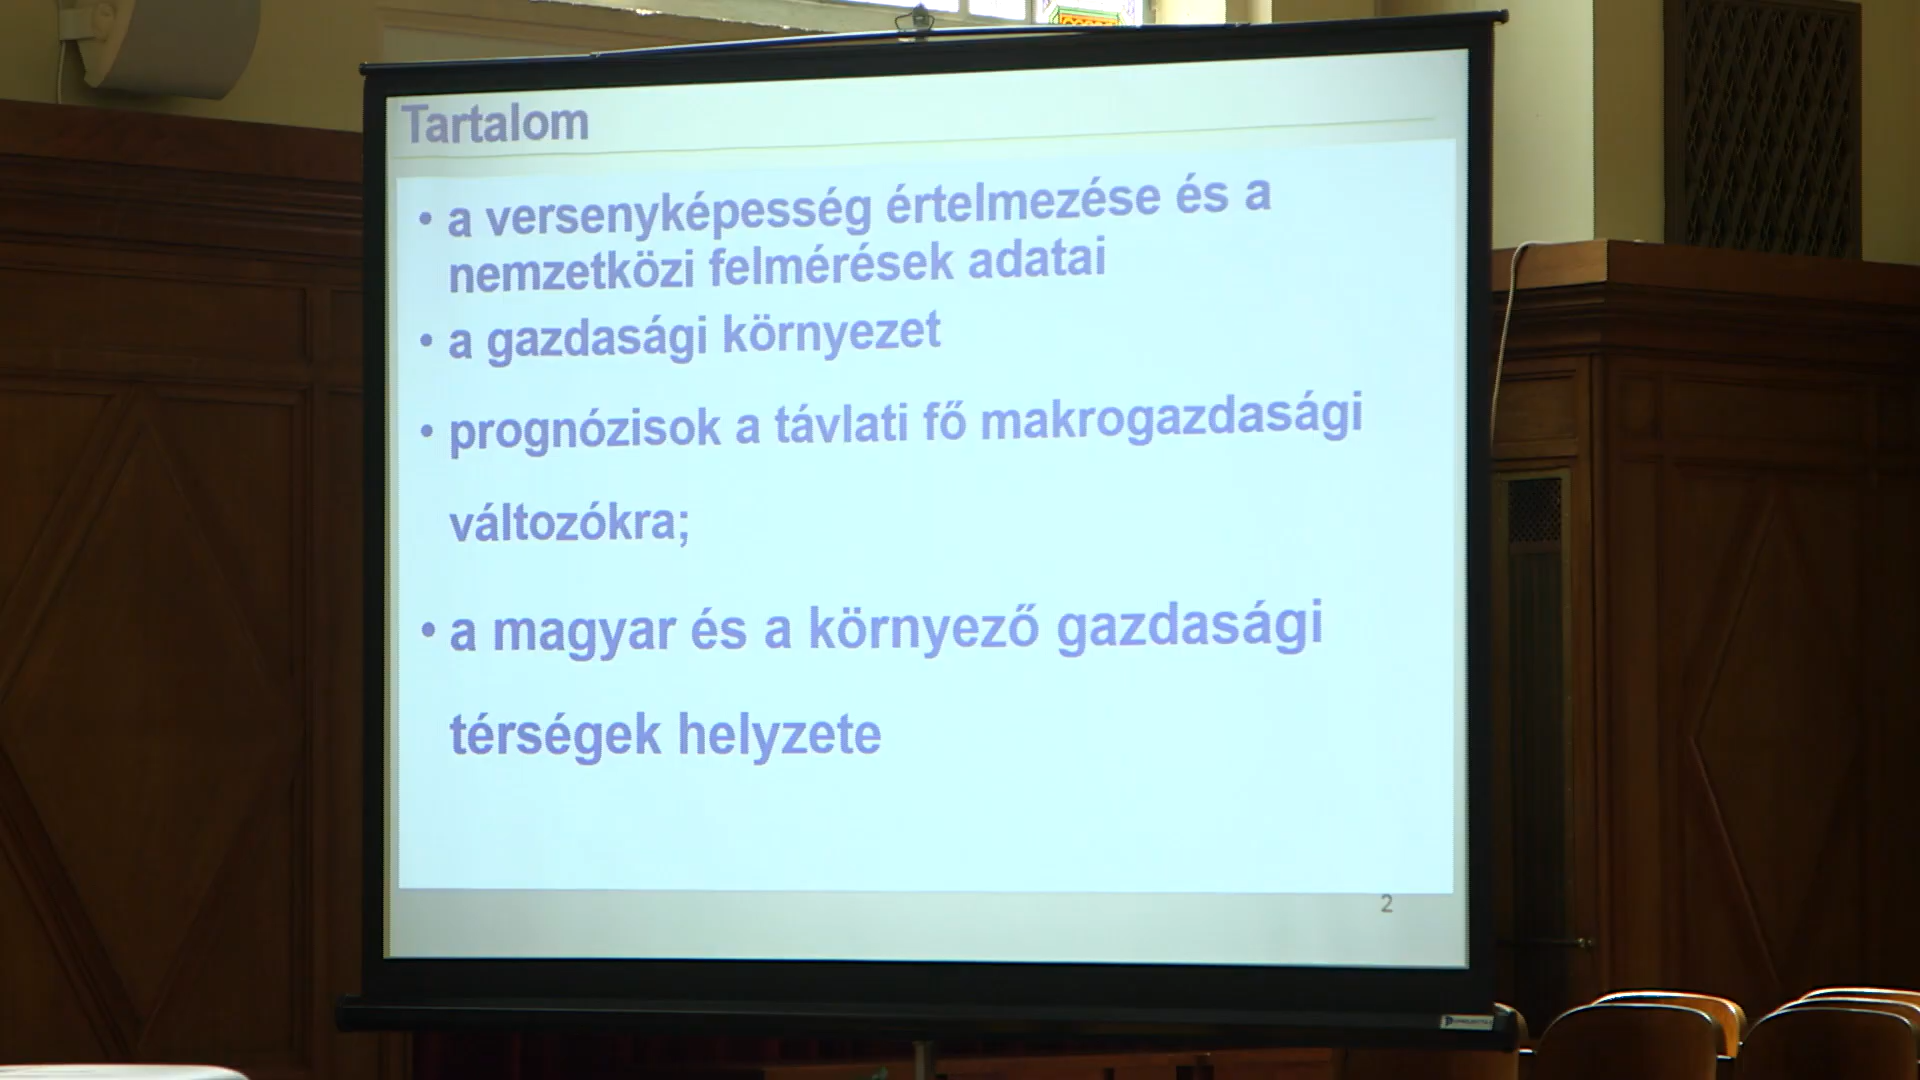 Tartalom
• a versenyképesség értelmezése és a
nemzetközi felmérések adatai
• a gazdasági környezet
• prognózisok a távlati fő makrogazdasági
változókra;
• a magyar és a környező gazdasági
térségek helyzete
2